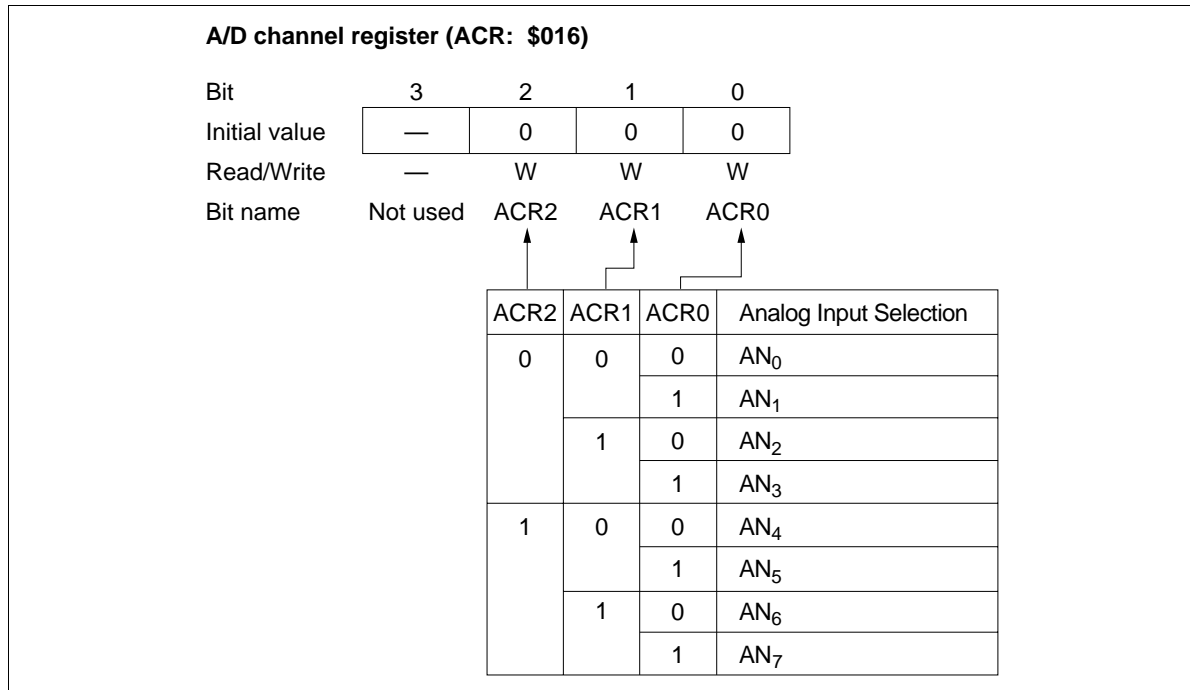 A/D channel register (ACR: $016)
Bit 3 2 1 0
Initial value — 0 0 0
Read/Write — W W W
Bit name Not used ACR2 ACR1 ACR0
ACR2 ACR1 ACR0 Analog Input Selection
0 0 0 AN₀
1 AN₁
1 0 AN₂
1 AN₃
1 0 0 AN₄
1 AN₅
1 0 AN₆
1 AN₇